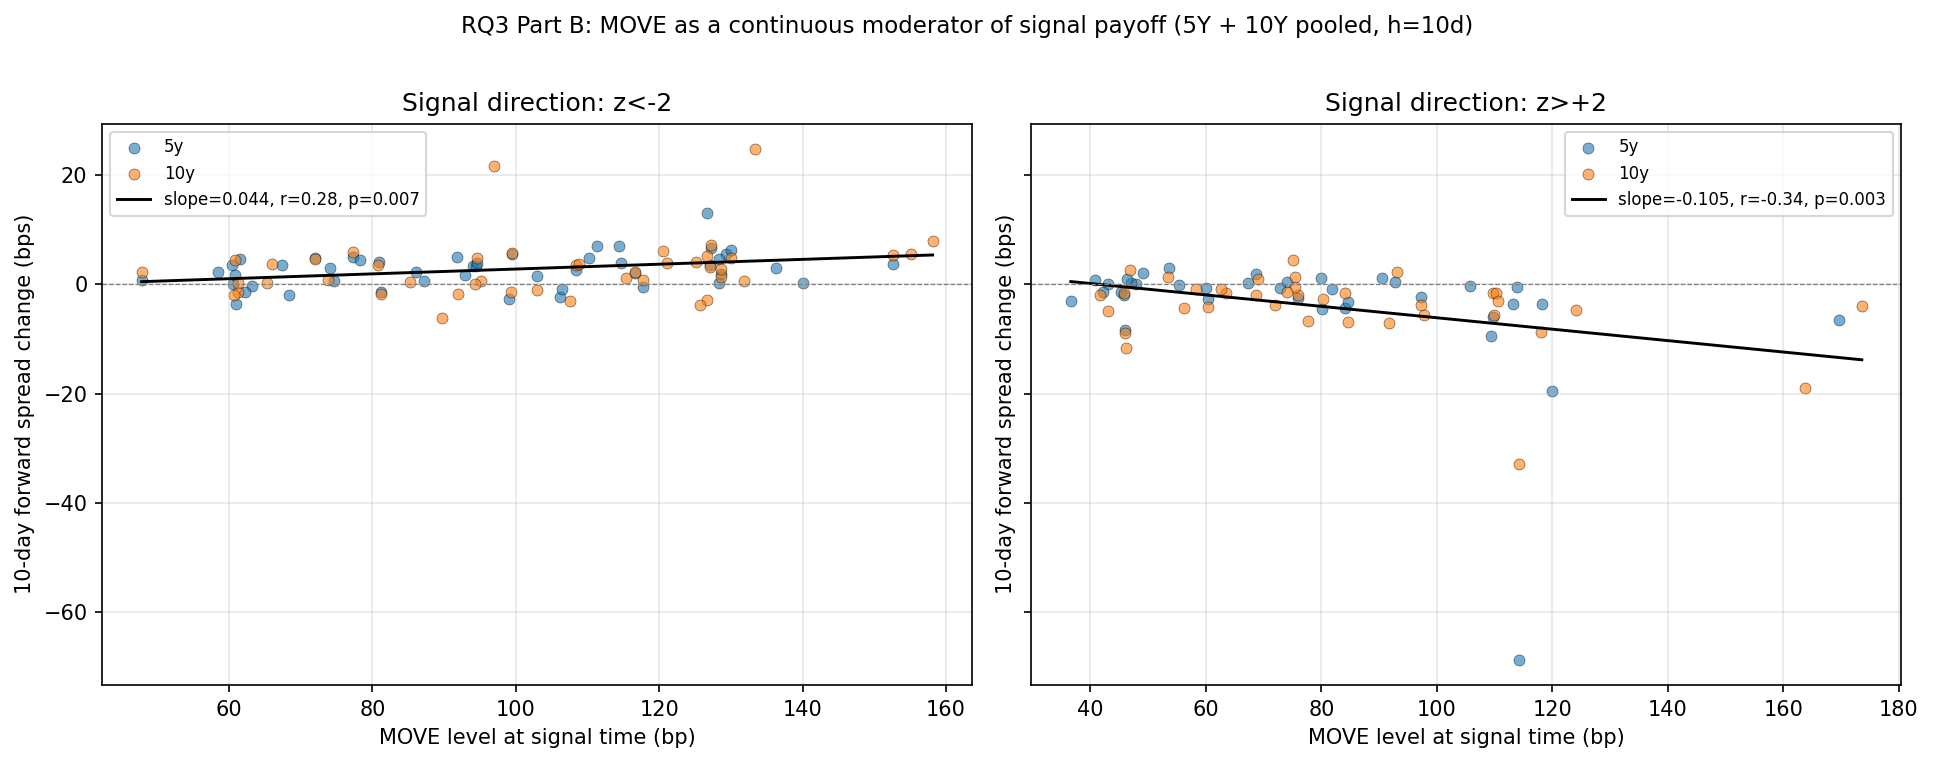 RQ3 Part B: MOVE as a continuous moderator of signal payoff (5Y + 10Y pooled, h=10d)
Signal direction: z<-2
5y
10y
slope=0.044, r=0.28, p=0.007
20
0
−20
−40
−60
10-day forward spread change (bps)
60
80
100
120
140
160
MOVE level at signal time (bp)
Signal direction: z>+2
5y
10y
slope=-0.105, r=-0.34, p=0.003
10-day forward spread change (bps)
40
60
80
100
120
140
160
180
MOVE level at signal time (bp)